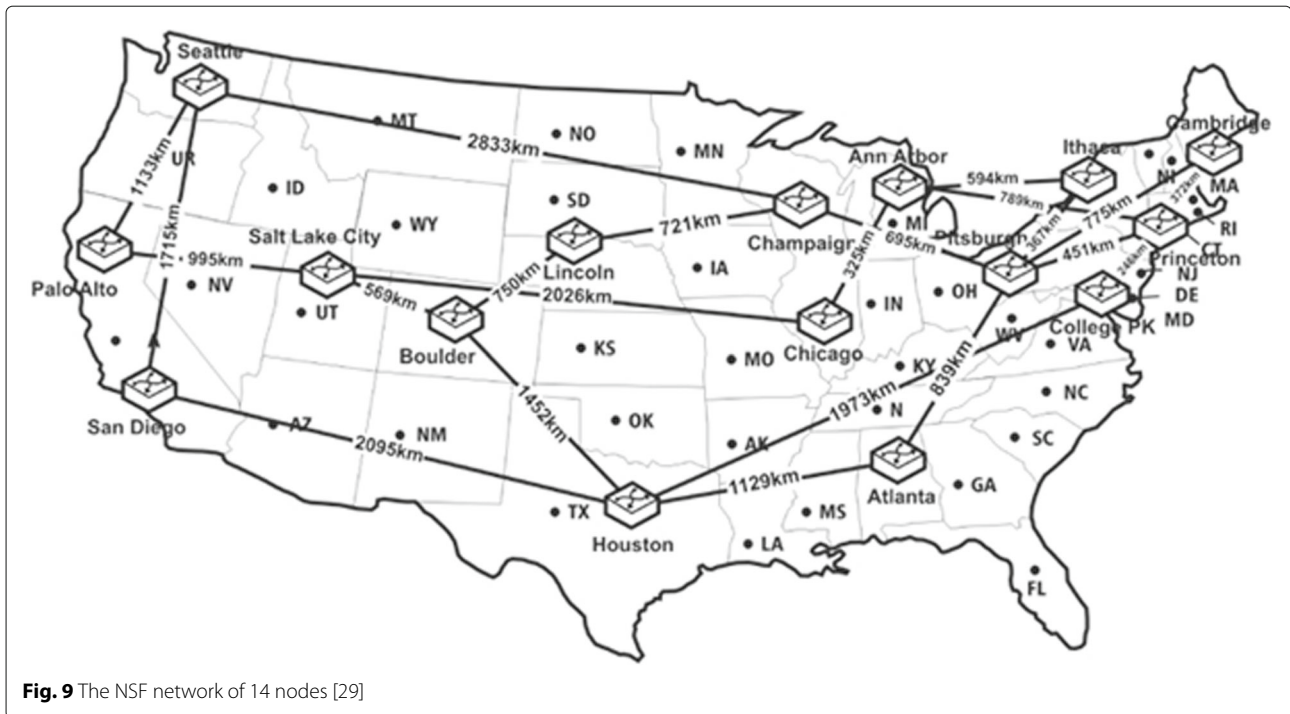 Seattle
Cambridge
Ithaca
MT
NO
2833km
MN
Ann Arbor
594km
UR
1133km
789km
NJ
MA
372km
ID
SD
WY
775km
MI
RI
1715km
721km
Champaign
695km
Pitsburgh
367km
451km
CT
Salt Lake City
Lincoln
325km
Princeton
246km
995km
IA
NJ
Palo Alto
NV
569km
750km
2026km
IN
OH
DE
UT
College PK
MD
Boulder
KS
MO
Chicago
WV
VA
A
KY
839km
1973km
NC
1452km
N
San Diego
AZ
NM
OK
2095km
AK
SC
1129km
Atlanta
GA
TX
MS
Houston
LA
FL
Fig. 9 The NSF network of 14 nodes [29]